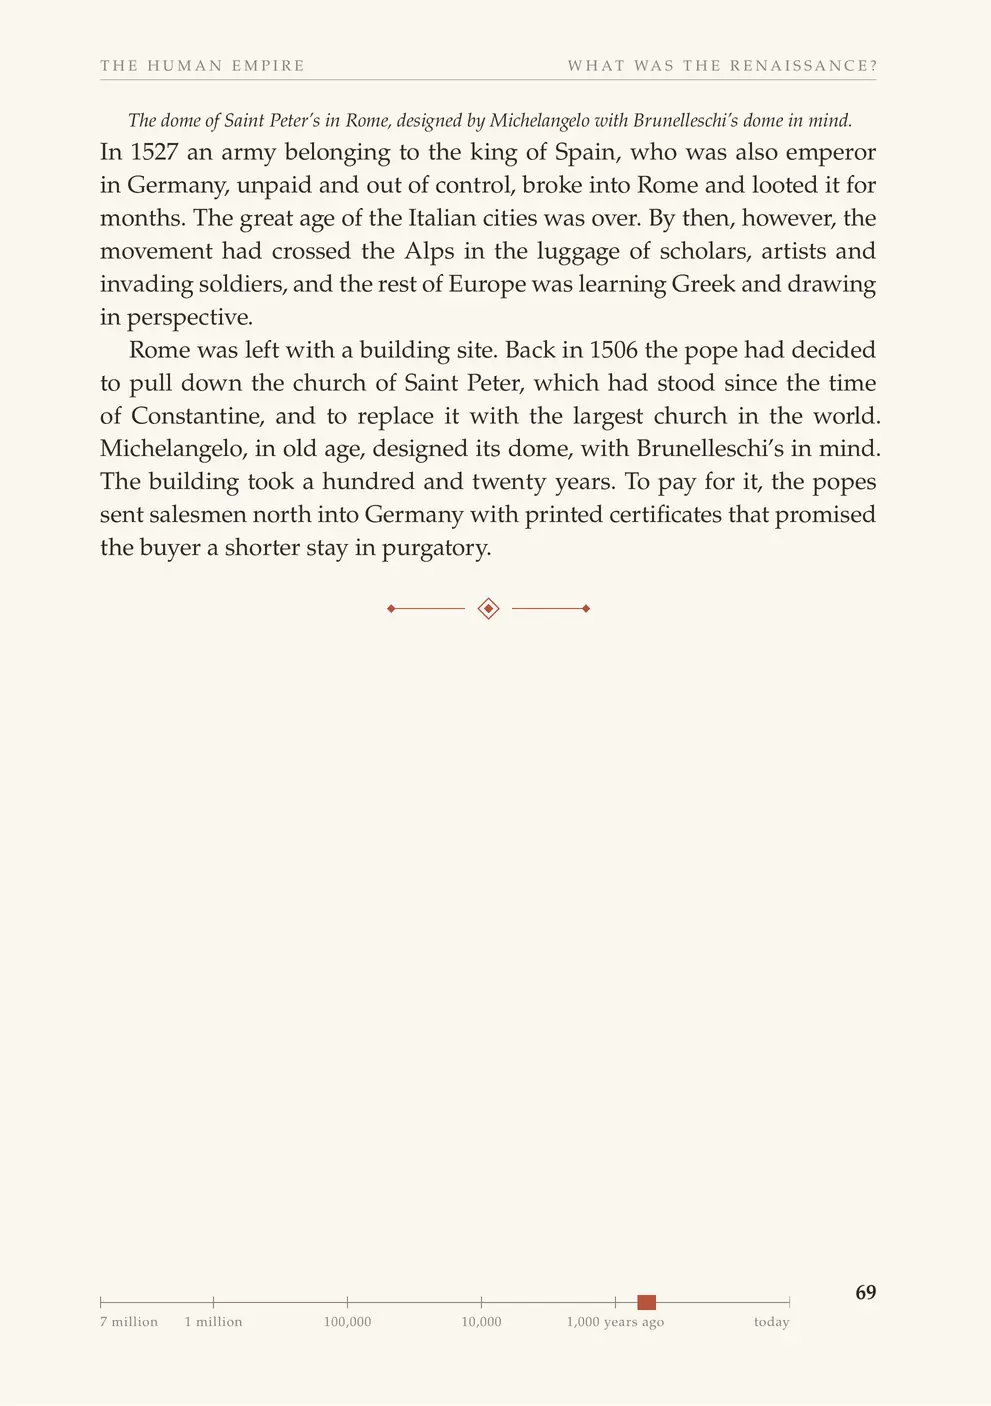 THE HUMAN EMPIRE WHAT WAS THE RENAISSANCE?
The dome of Saint Peter’s in Rome, designed by Michelangelo with Brunelleschi’s dome in mind.
In 1527 an army belonging to the king of Spain, who was also emperor
in Germany, unpaid and out of control, broke into Rome and looted it for
months. The great age of the Italian cities was over. By then, however, the
movement had crossed the Alps in the luggage of scholars, artists and
invading soldiers, and the rest of Europe was learning Greek and drawing
in perspective.
Rome was left with a building site. Back in 1506 the pope had decided
to pull down the church of Saint Peter, which had stood since the time
of Constantine, and to replace it with the largest church in the world.
Michelangelo, in old age, designed its dome, with Brunelleschi’s in mind.
The building took a hundred and twenty years. To pay for it, the popes
sent salesmen north into Germany with printed certificates that promised
the buyer a shorter stay in purgatory.
69
7 million 1 million 100,000 10,000 1,000 years ago today